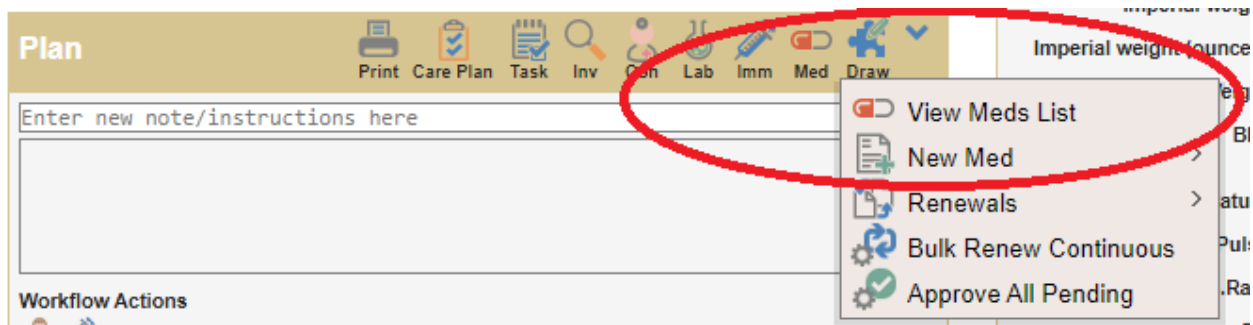 Plan
Print Care Plan Task Inv Con Lab Imm Med Draw
Enter new note/instructions here
Workflow Actions
View Meds List
New Med
Renewals
Bulk Renew Continuous
Approve All Pending
Imperial weight (ounce